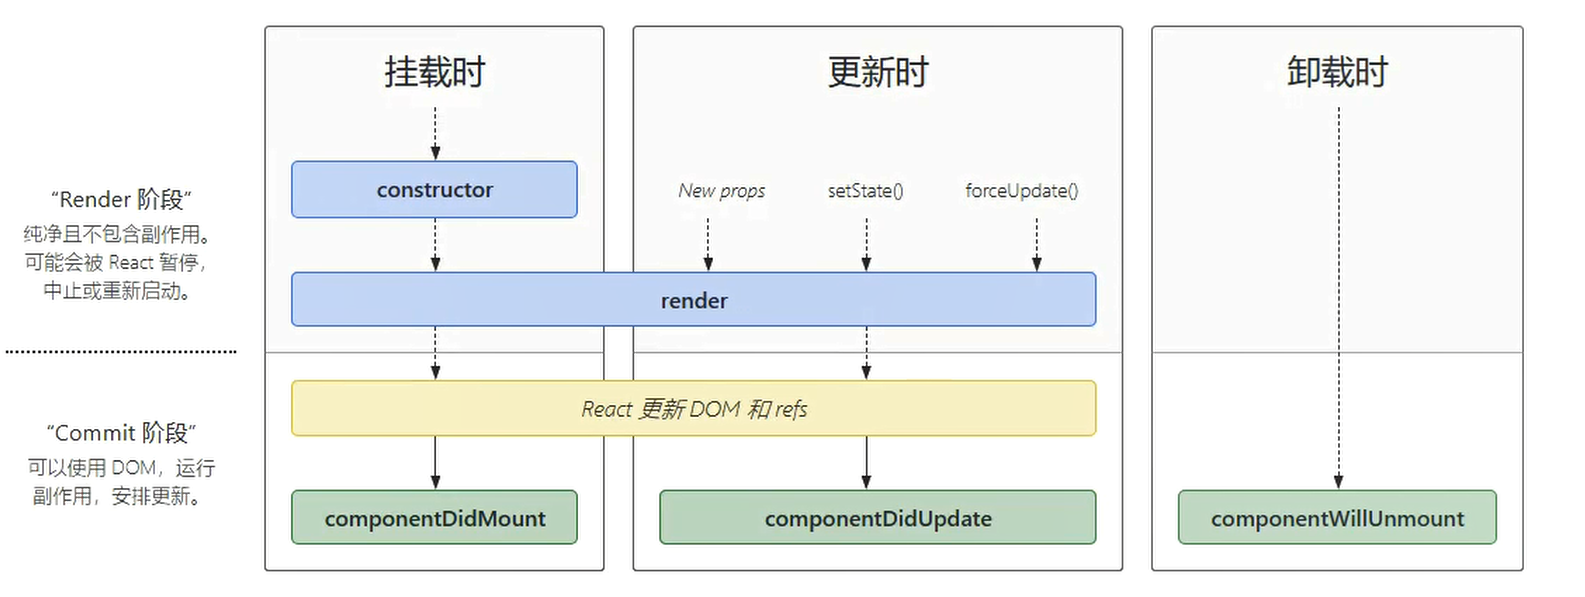 挂载时
更新时
卸载时
“Render 阶段”
纯净且不包含副作用。
可能会被 React 暂停，
中止或重新启动。
constructor
New props
setState()
forceUpdate()
render
“Commit 阶段”
可以使用 DOM，运行
副作用，安排更新。
React 更新 DOM 和 refs
componentDidMount
componentDidUpdate
componentWillUnmount